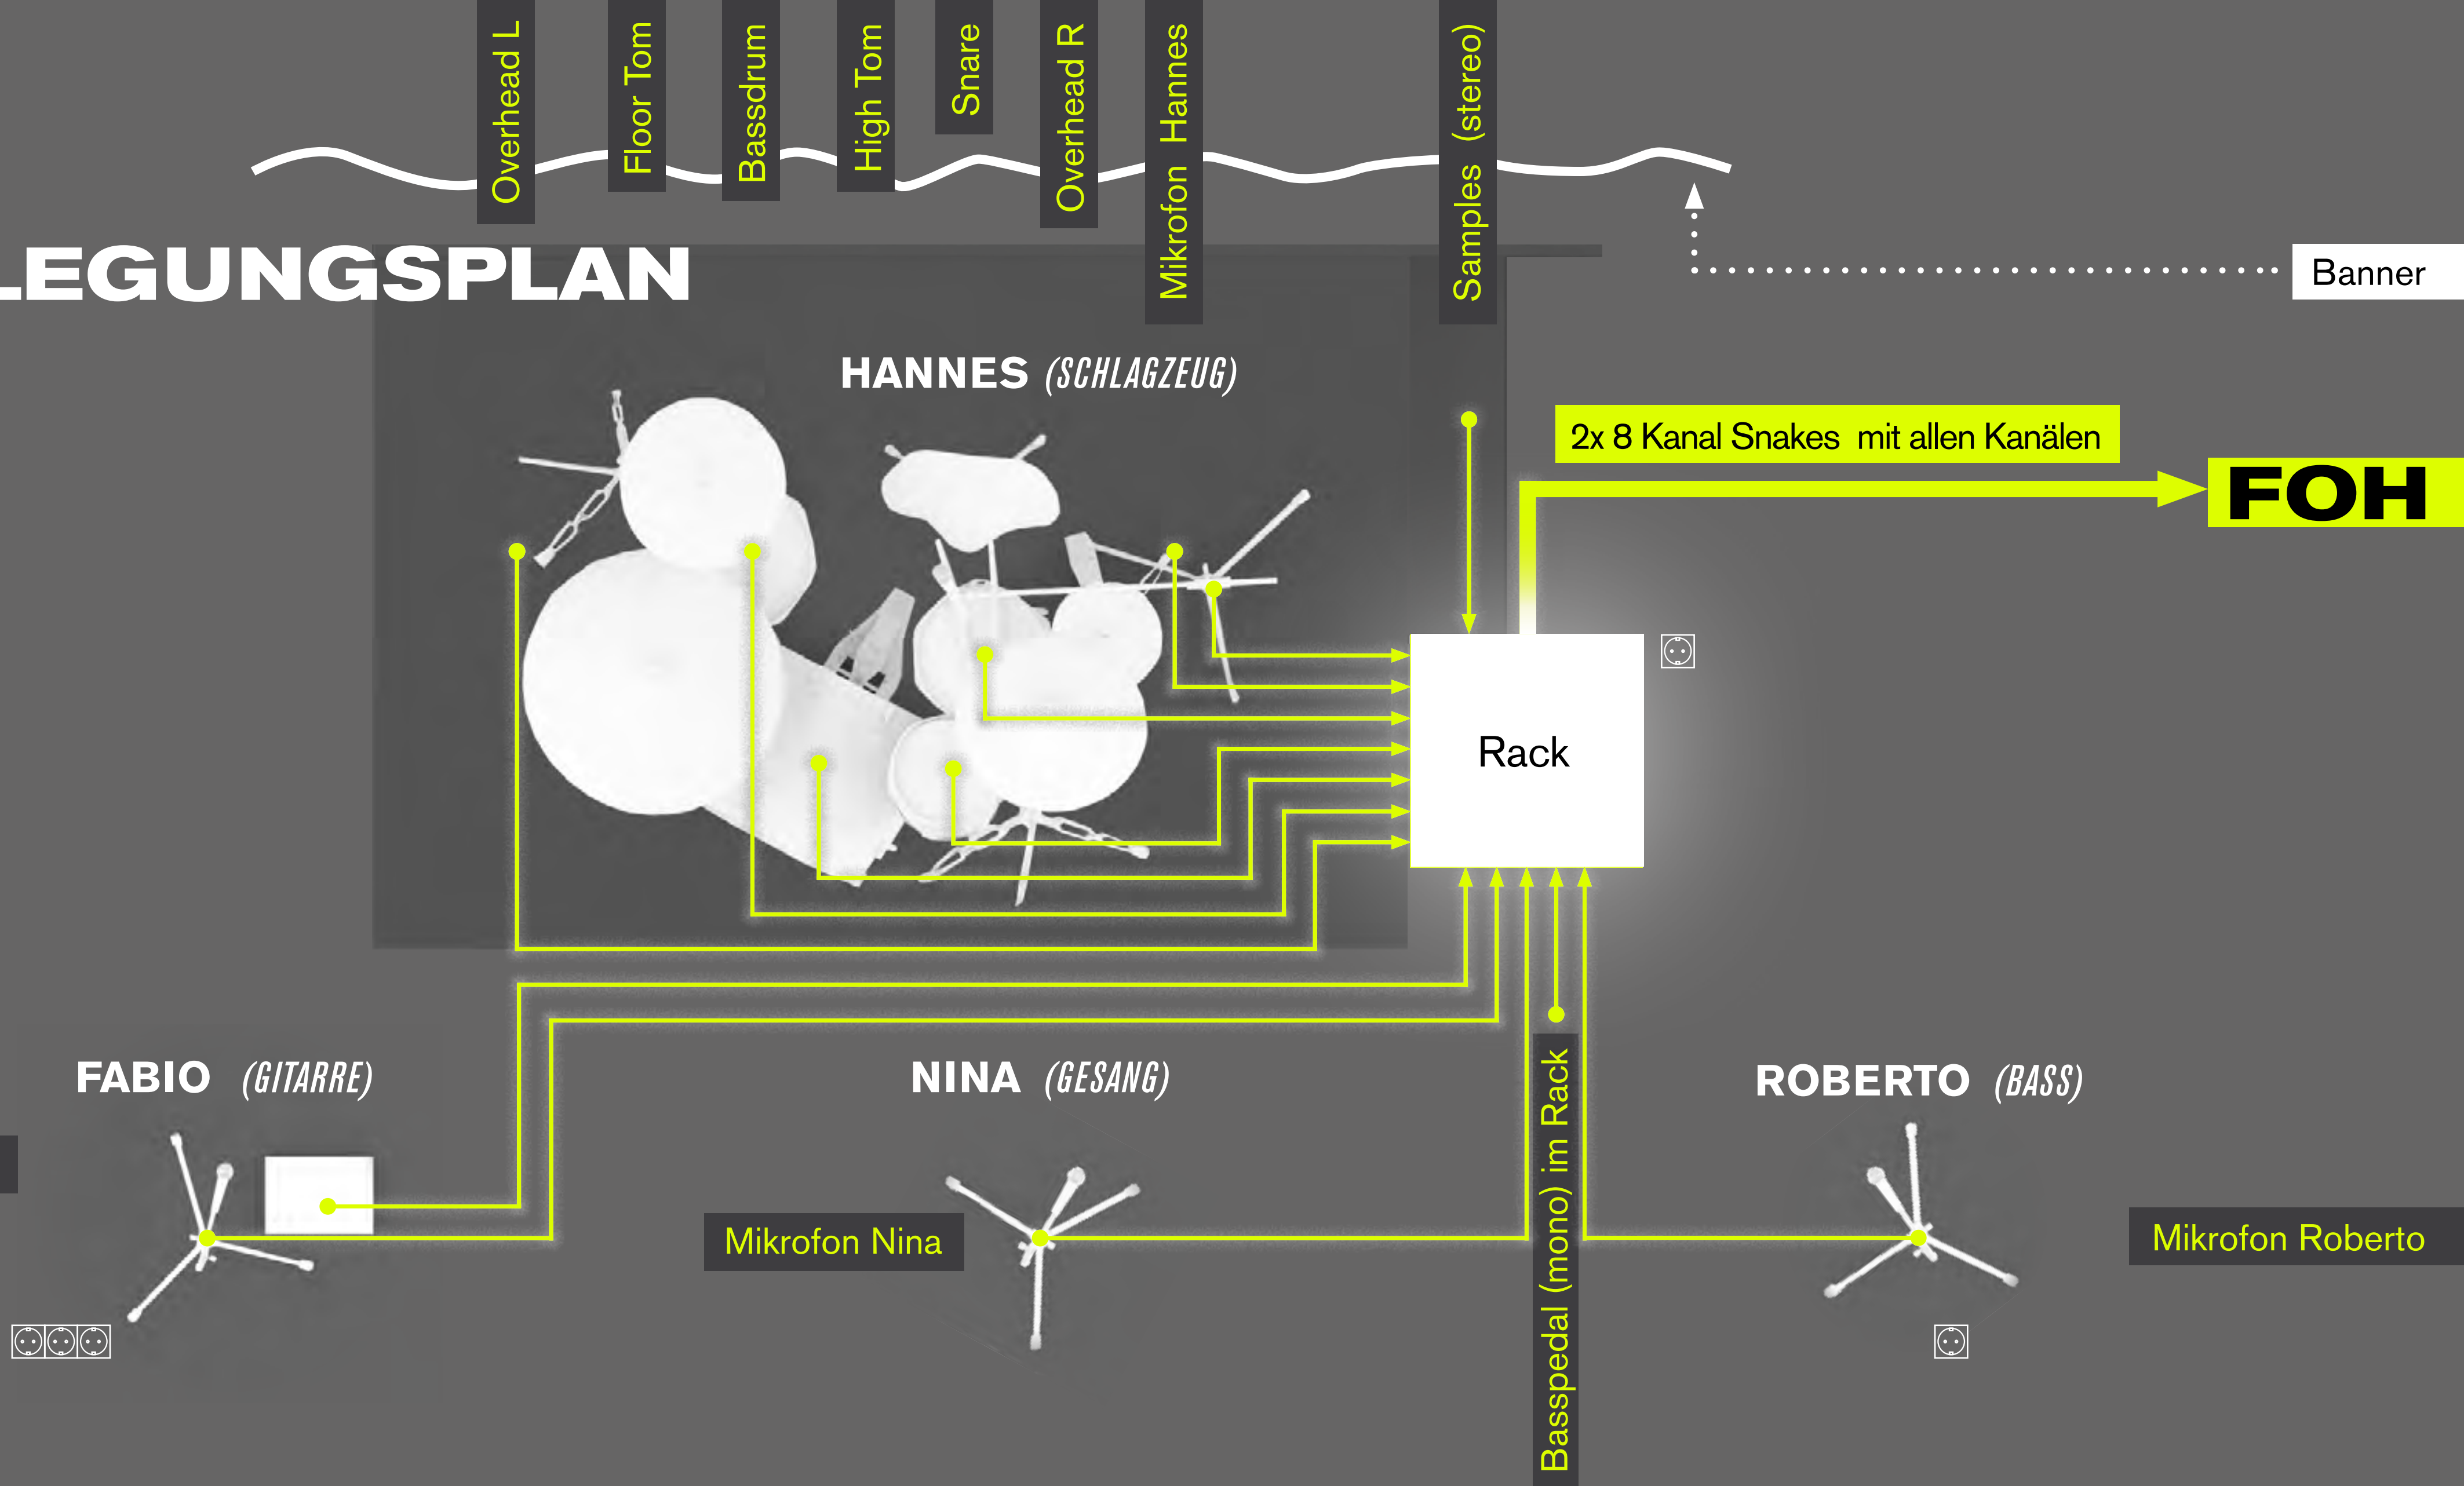 Overhead L
Floor Tom
Bassdrum
High Tom
Snare
Overhead R
Mikrofon Hannes
Samples (stereo)
LEGUNGSPLAN
Banner
HANNES (SCHLAGZEUG)
2x 8 Kanal Snakes mit allen Kanälen
FOH
Rack
FABIO (GITARRE)
NINA (GESANG)
ROBERTO (BASS)
Basspedal (mono) im Rack
Mikrofon Nina
Mikrofon Roberto